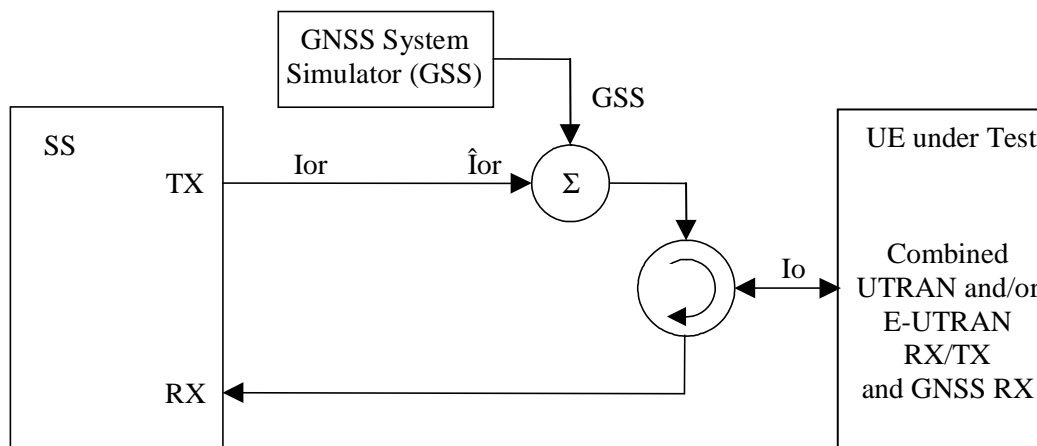 GNSS System
Simulator (GSS)
GSS
SS
TX
Ior
Îor
Σ
UE under Test
Io
Combined
UTRAN and/or
E-UTRAN
RX/TX
and GNSS RX
RX